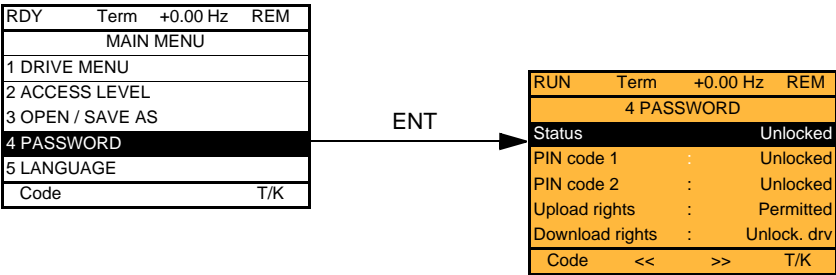 RDY Term +0.00 Hz REM
MAIN MENU
1 DRIVE MENU
2 ACCESS LEVEL
3 OPEN / SAVE AS
4 PASSWORD
5 LANGUAGE
Code T/K
ENT
RUN Term +0.00 Hz REM
4 PASSWORD
Status Unlocked
PIN code 1 : Unlocked
PIN code 2 : Unlocked
Upload rights : Permitted
Download rights : Unlock. drv
Code << >> T/K